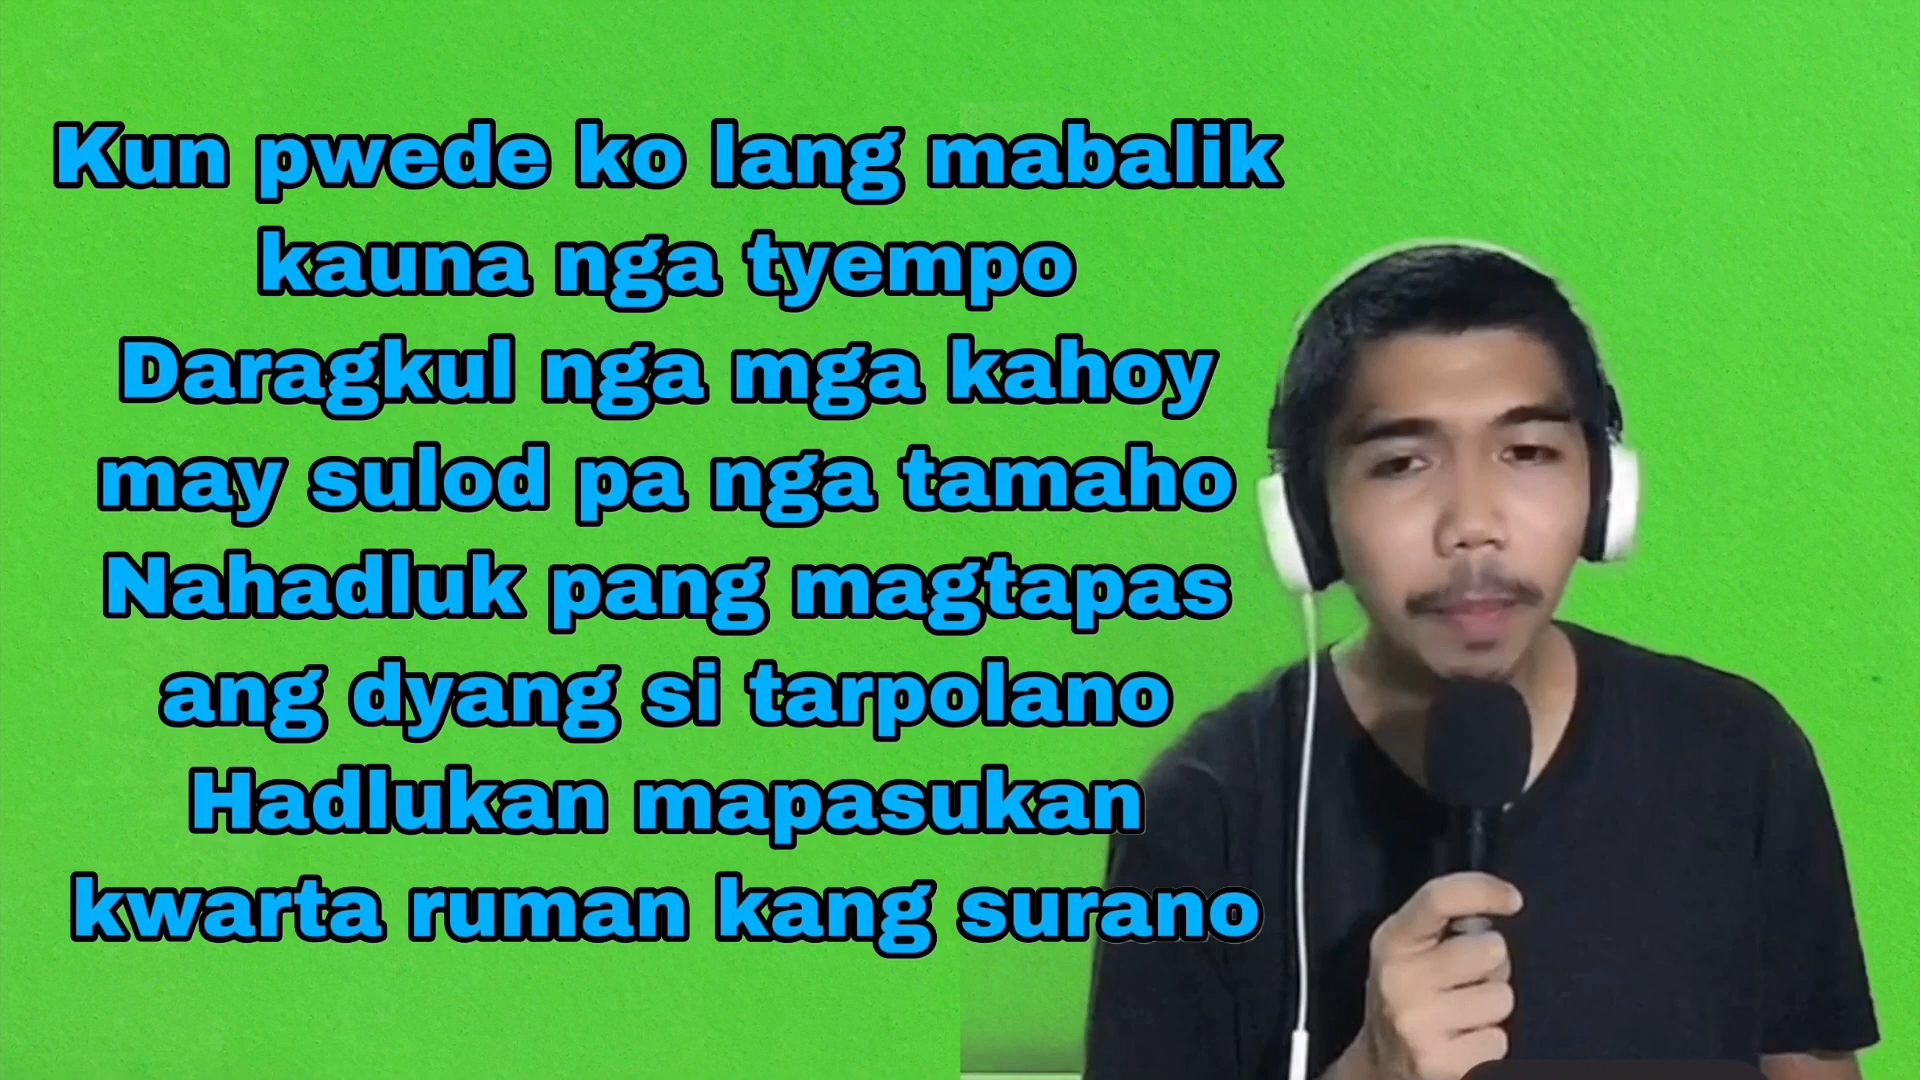 Kun pwede ko lang mabalik
kauna nga tyempo
Daragkul nga mga kahoy
may sulod pa nga tamaho
Nahadluk pang magtapas
ang dyang si tarpolano
Hadlukan mapasukan
kwarta ruman kang surano